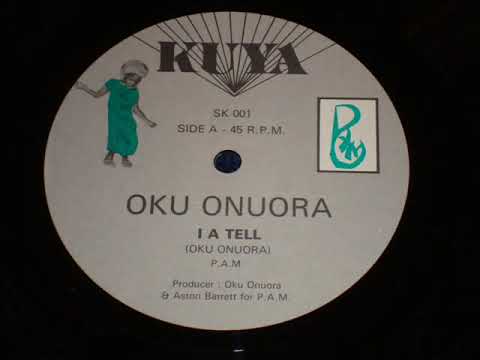 KUYA
SK 001
SIDE A - 45 R.P.M.
OKU ONUORA
I A TELL
(OKU ONUORA)
P.A.M
Producer : Oku Onuora
& Aston Barrett for P.A.M.